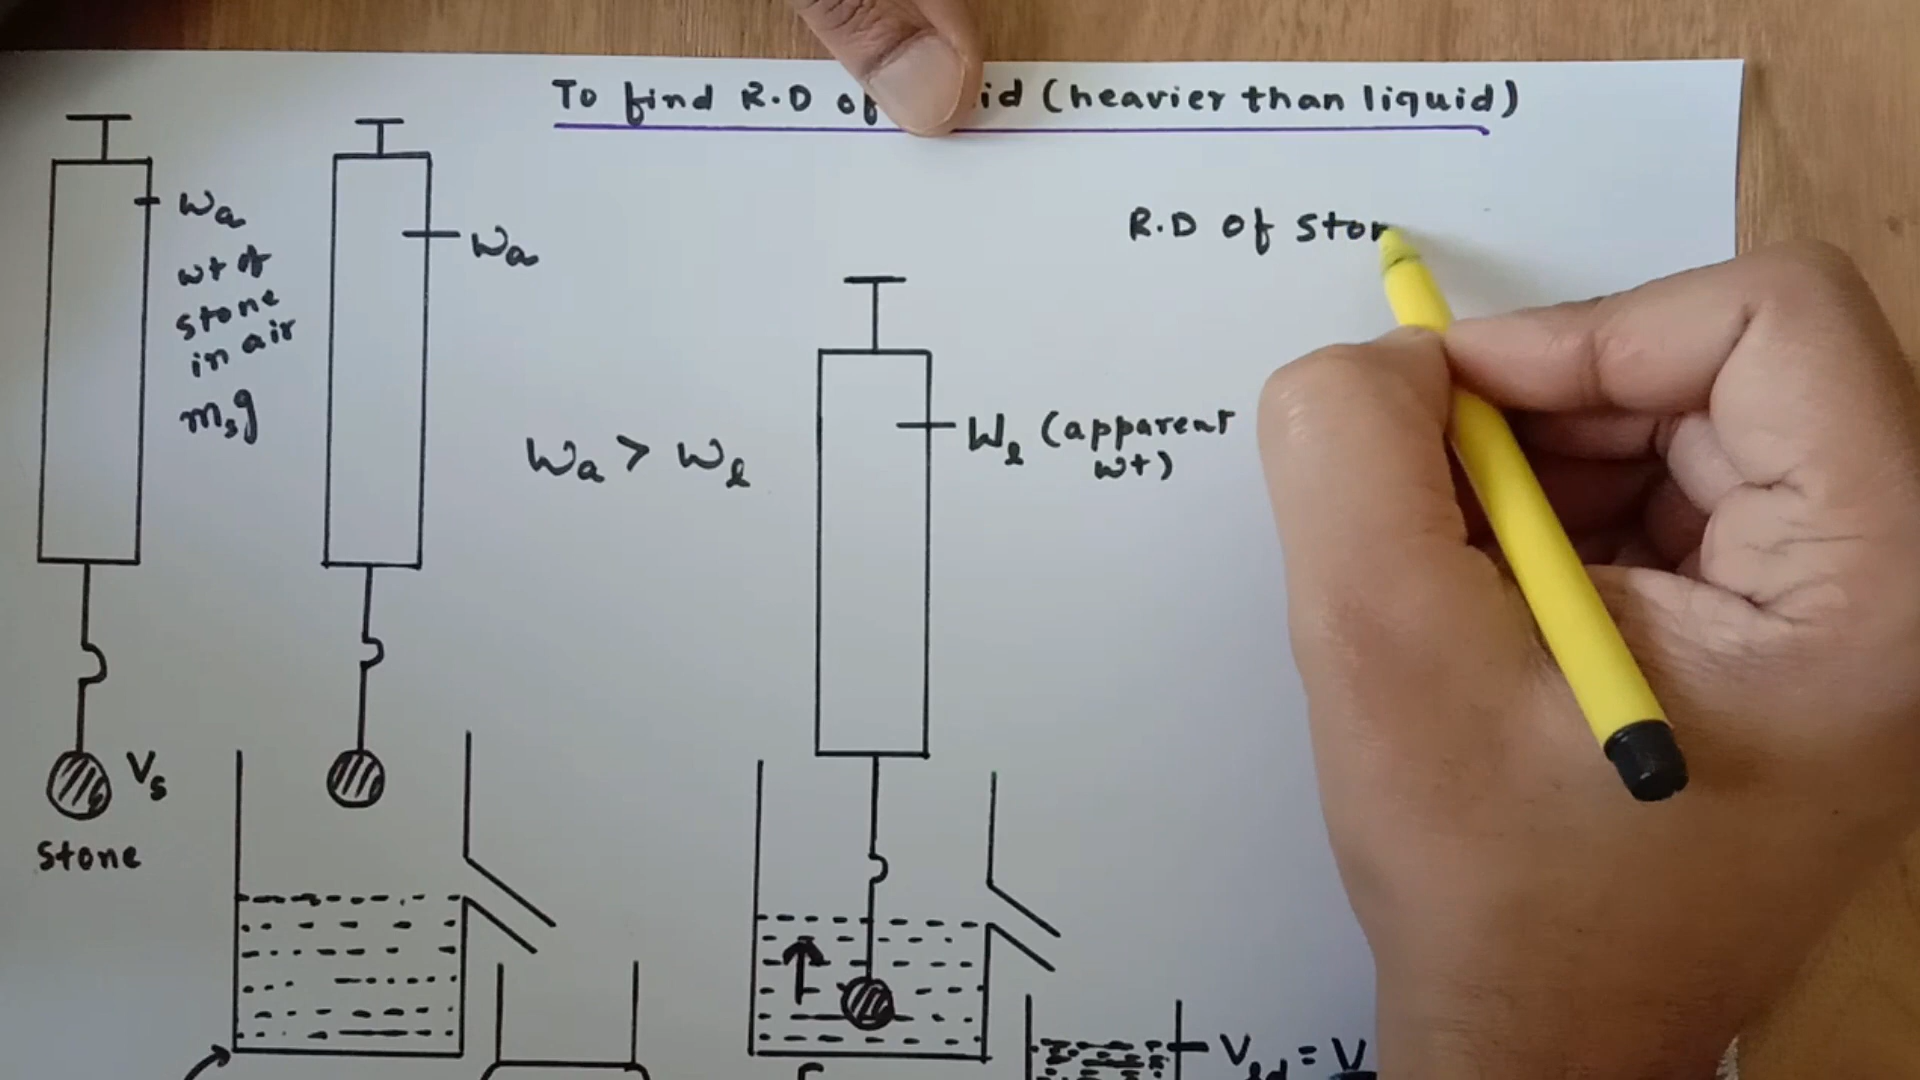 To find R.D of id (heavier than liquid)
R.D of ston
Wa
wt of
stone
in air
msg
Wa
Wa > Wl
Wl (apparent
wt)
Vs
stone
Vld = V